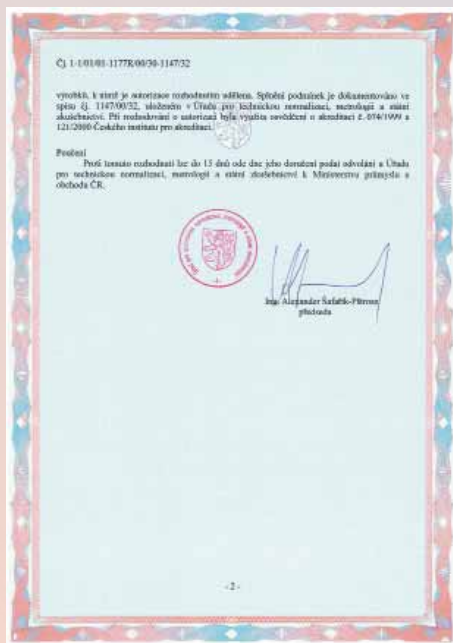 Čj. 1-1/01/01-1177R/00/30-1147/32
výrobků, k nimž je autorizace rozhodnutím udělena. Splnění podmínek je dokumentováno ve
spisu čj. 1147/00/32, uloženém v Úřadu pro technickou normalizaci, metrologii a státní
zkušebnictví. Při rozhodování o autorizaci byla využita osvědčení o akreditaci č. 074/1999 a
121/2000 Českého institutu pro akreditaci.
Poučení
Proti tomuto rozhodnutí lze do 15 dnů ode dne jeho doručení podat odvolání u Úřadu
pro technickou normalizaci, metrologii a státní zkušebnictví k Ministerstvu průmyslu a
obchodu ČR.
Ing. Alexander Šafařík-Pštrosz
předseda
- 2 -